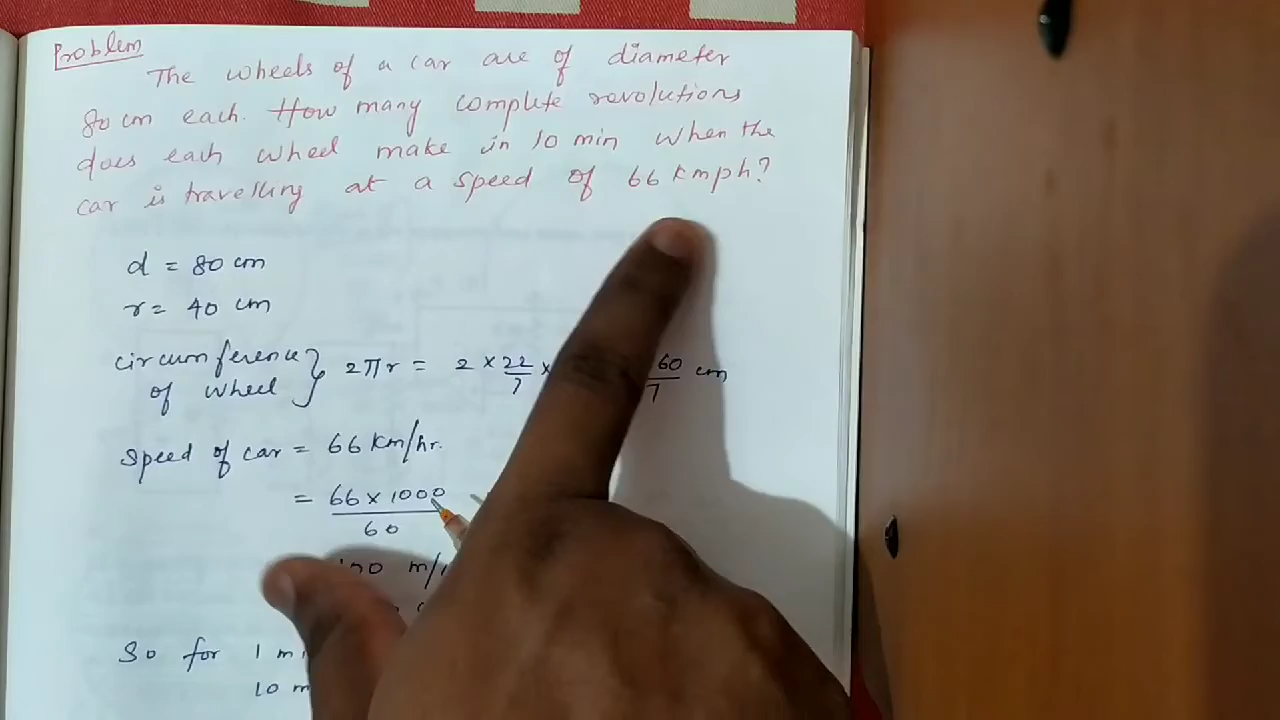 Problem
The wheels of a car are of diameter
80 cm each. How many complete revolutions
does each wheel make in 10 min when the
car is travelling at a speed of 66 kmph?
d = 80 cm
r = 40 cm
circumference
of wheel } 2πr = 2 × 22/7 × 60/7 cm
speed of car = 66 km/hr.
= 66 × 1000
60
m/
So for 1 m
10 m